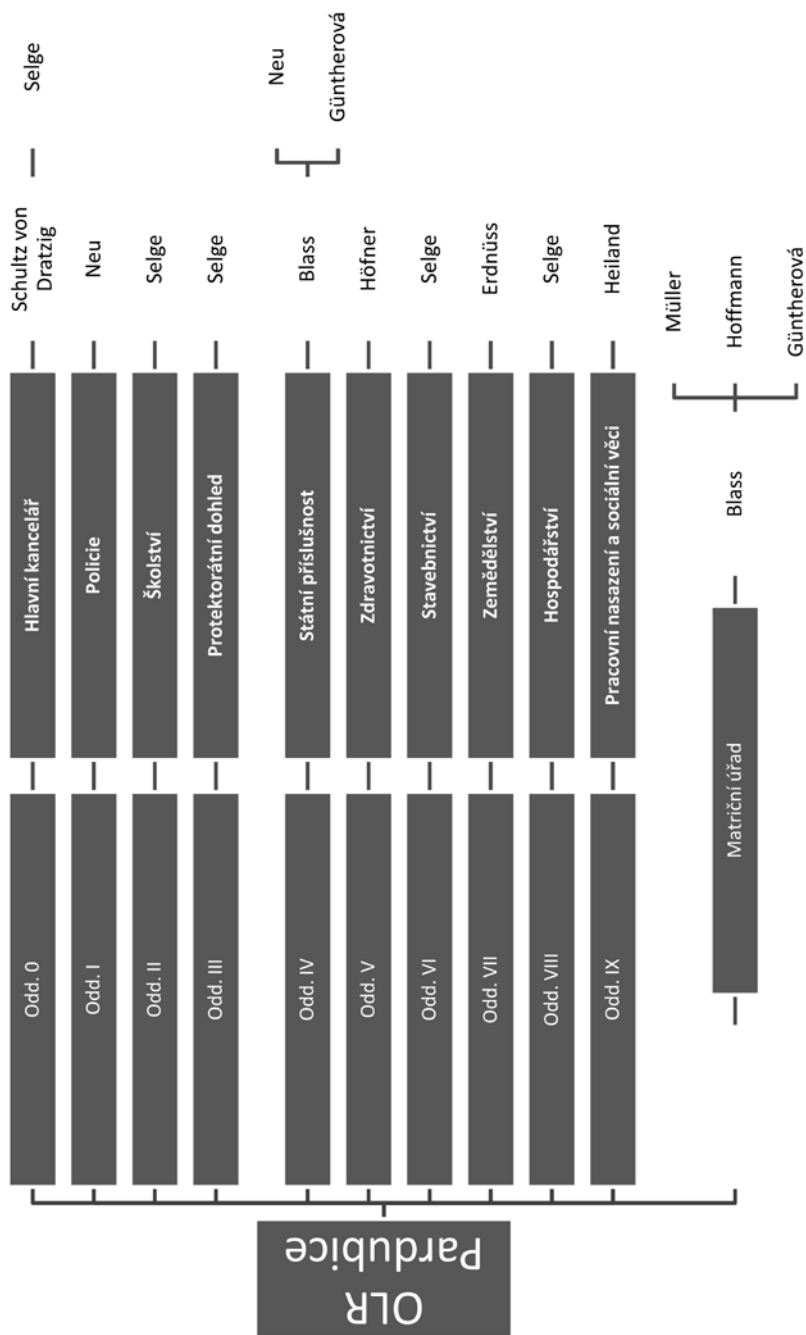 OLR
Pardubice
Odd. 0
Hlavní kancelář
Schultz von
Dratzig
Selge
Odd. I
Policie
Neu
Odd. II
Školství
Selge
Odd. III
Protektorátní dohled
Selge
Odd. IV
Státní příslušnost
Blass
Neu
Güntherová
Odd. V
Zdravotnictví
Höfner
Odd. VI
Stavebnictví
Selge
Odd. VII
Zemědělství
Erdnüss
Odd. VIII
Hospodářství
Selge
Odd. IX
Pracovní nasazení a sociální věci
Heiland
Matriční úřad
Blass
Müller
Hoffmann
Güntherová